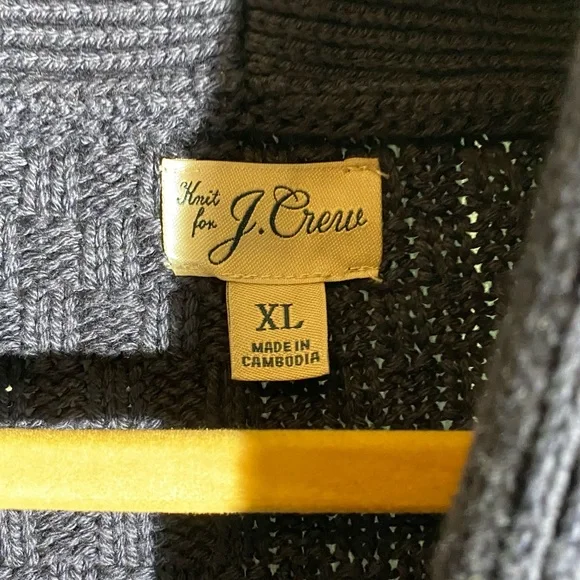 Knit
for J.Crew
XL
MADE IN
CAMBODIA